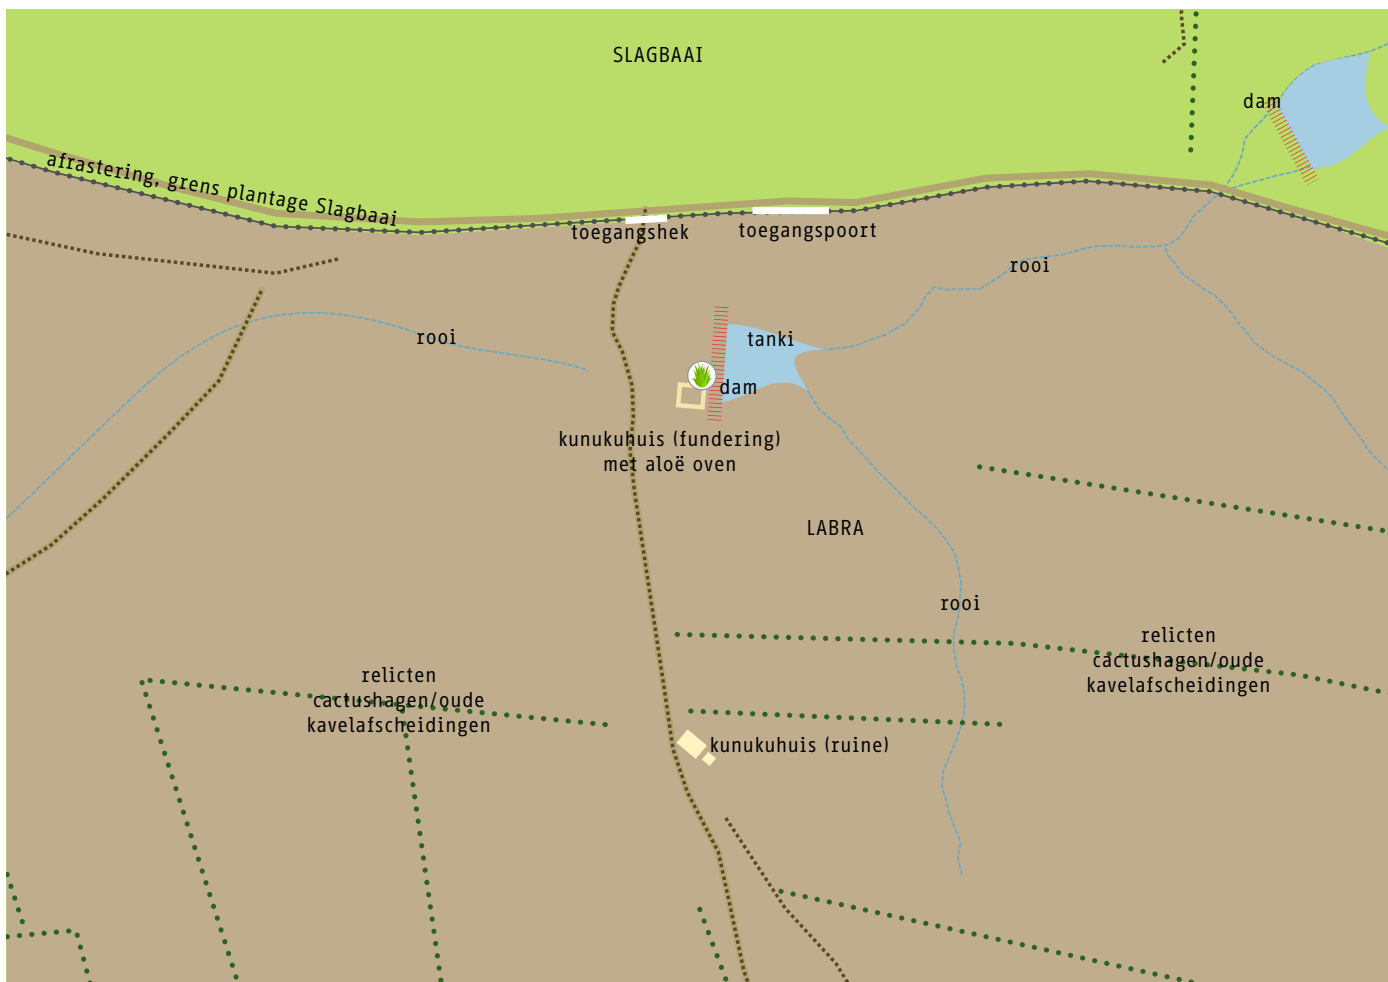 SLAGBAAI
dam
afrastering, grens plantage Slagbaai
toegangshek
toegangspoort
rooi
rooi
tanki
dam
kunukuhuis (fundering)
met aloë oven
LABRA
rooi
relicten
cactushagen/oude
kavelafscheidingen
relicten
cactushagen/oude
kavelafscheidingen
kunukuhuis (ruine)